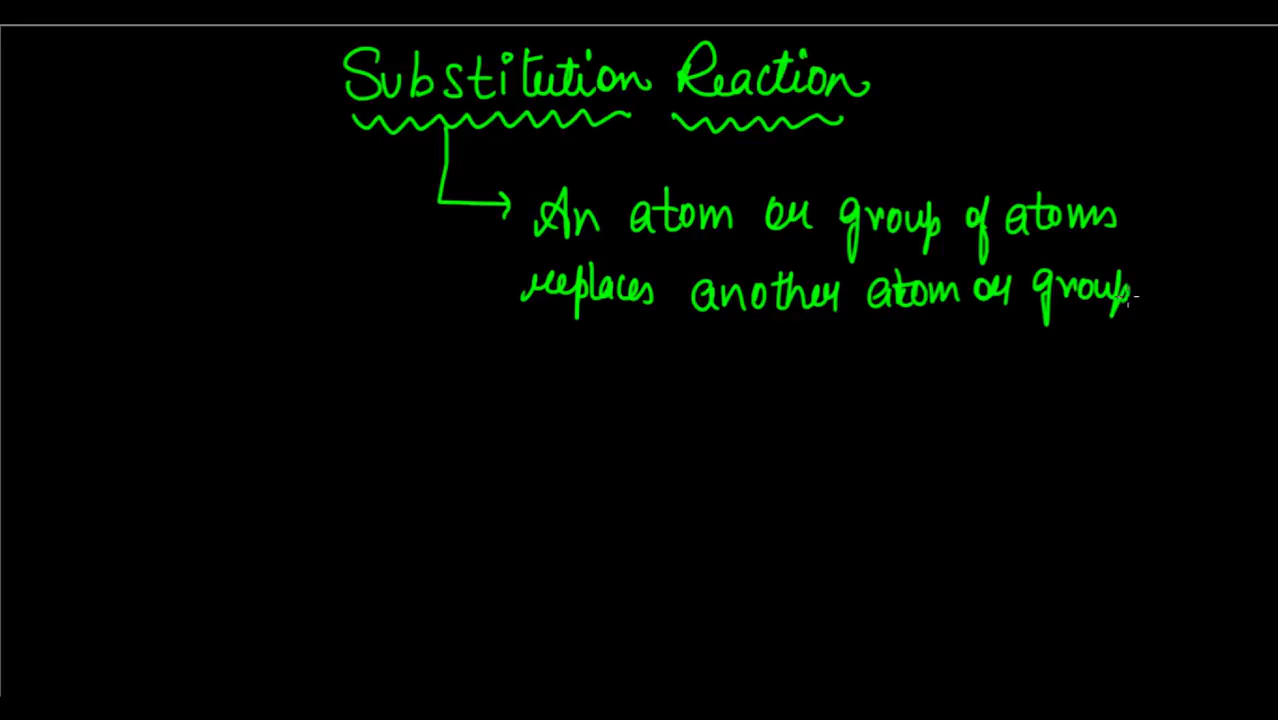 Substitution Reaction
An atom or group of atoms
replaces another atom or group